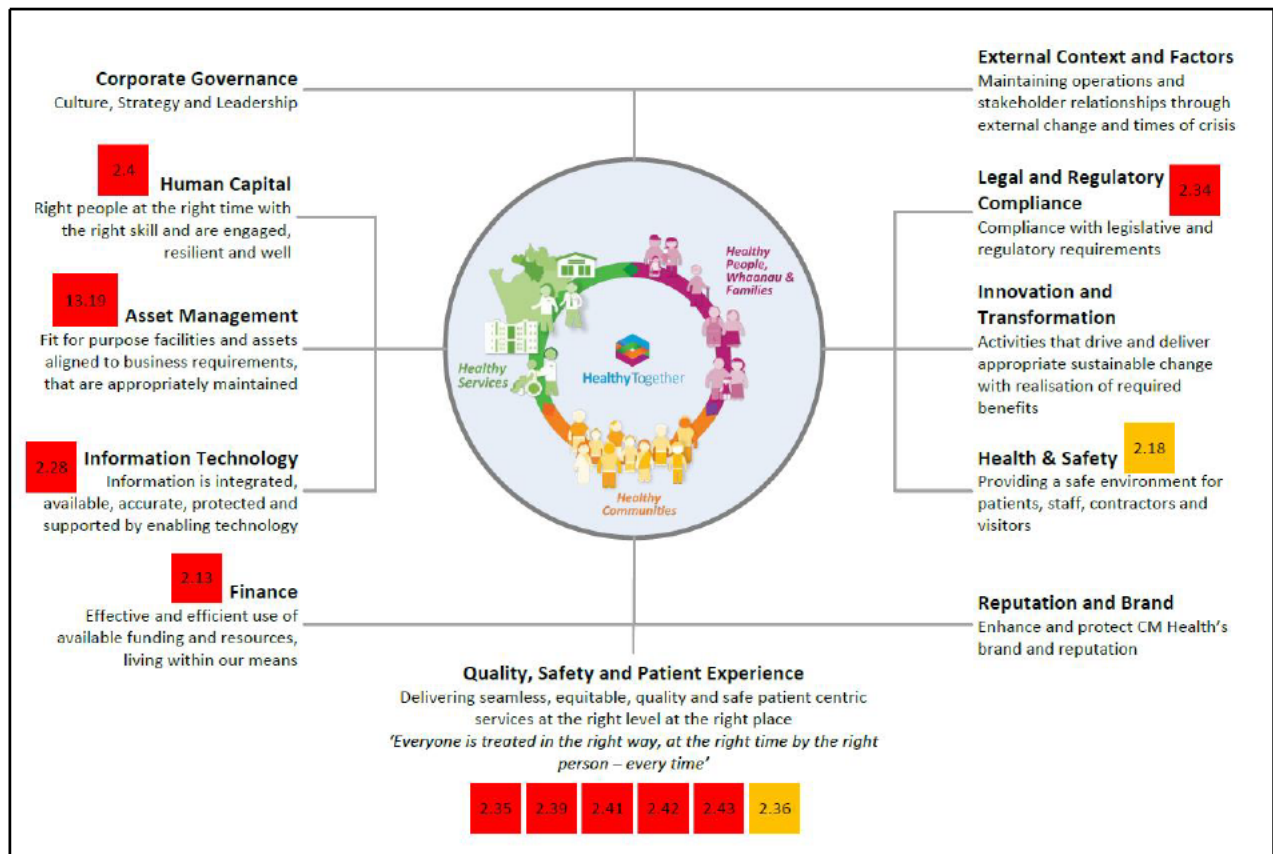 Corporate Governance
Culture, Strategy and Leadership
2.4
Human Capital
Right people at the right time with
the right skill and are engaged,
resilient and well
13.19
Asset Management
Fit for purpose facilities and assets
aligned to business requirements,
that are appropriately maintained
2.28
Information Technology
Information is integrated,
available, accurate, protected and
supported by enabling technology
2.13
Finance
Effective and efficient use of
available funding and resources,
living within our means
Healthy
People,
Whaanau &
Families
Healthy
Services
HealthyTogether
Healthy
Communities
External Context and Factors
Maintaining operations and
stakeholder relationships through
external change and times of crisis
Legal and Regulatory
Compliance
2.34
Compliance with legislative and
regulatory requirements
Innovation and
Transformation
Activities that drive and deliver
appropriate sustainable change
with realisation of required
benefits
Health & Safety
2.18
Providing a safe environment for
patients, staff, contractors and
visitors
Reputation and Brand
Enhance and protect CM Health's
brand and reputation
Quality, Safety and Patient Experience
Delivering seamless, equitable, quality and safe patient centric
services at the right level at the right place
'Everyone is treated in the right way, at the right time by the right
person – every time'
2.35 2.39 2.41 2.42 2.43 2.36